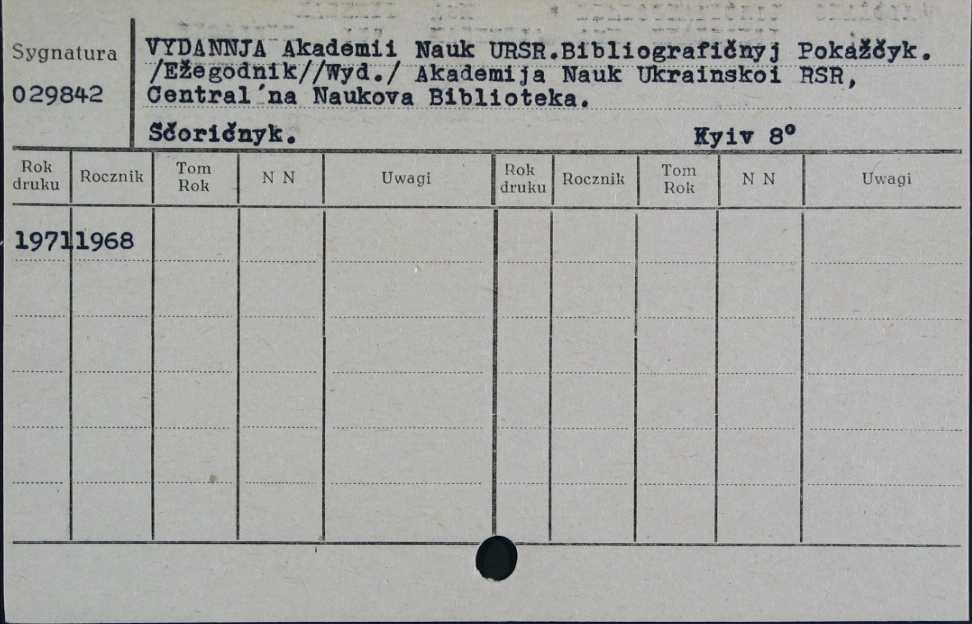 Sygnatura
029842
VYDANNJA Akademii Nauk URSR.Bibliografičnyj Pokažčyk.
/Ežegodnik//Wyd./ Akademija Nauk Ukrainskoi RSR,
Central´na Naukova Biblioteka.
Ščoričnyk. Kyiv 8°
Rok druku Rocznik Tom Rok N N Uwagi Rok druku Rocznik Tom Rok N N Uwagi
1971 1968